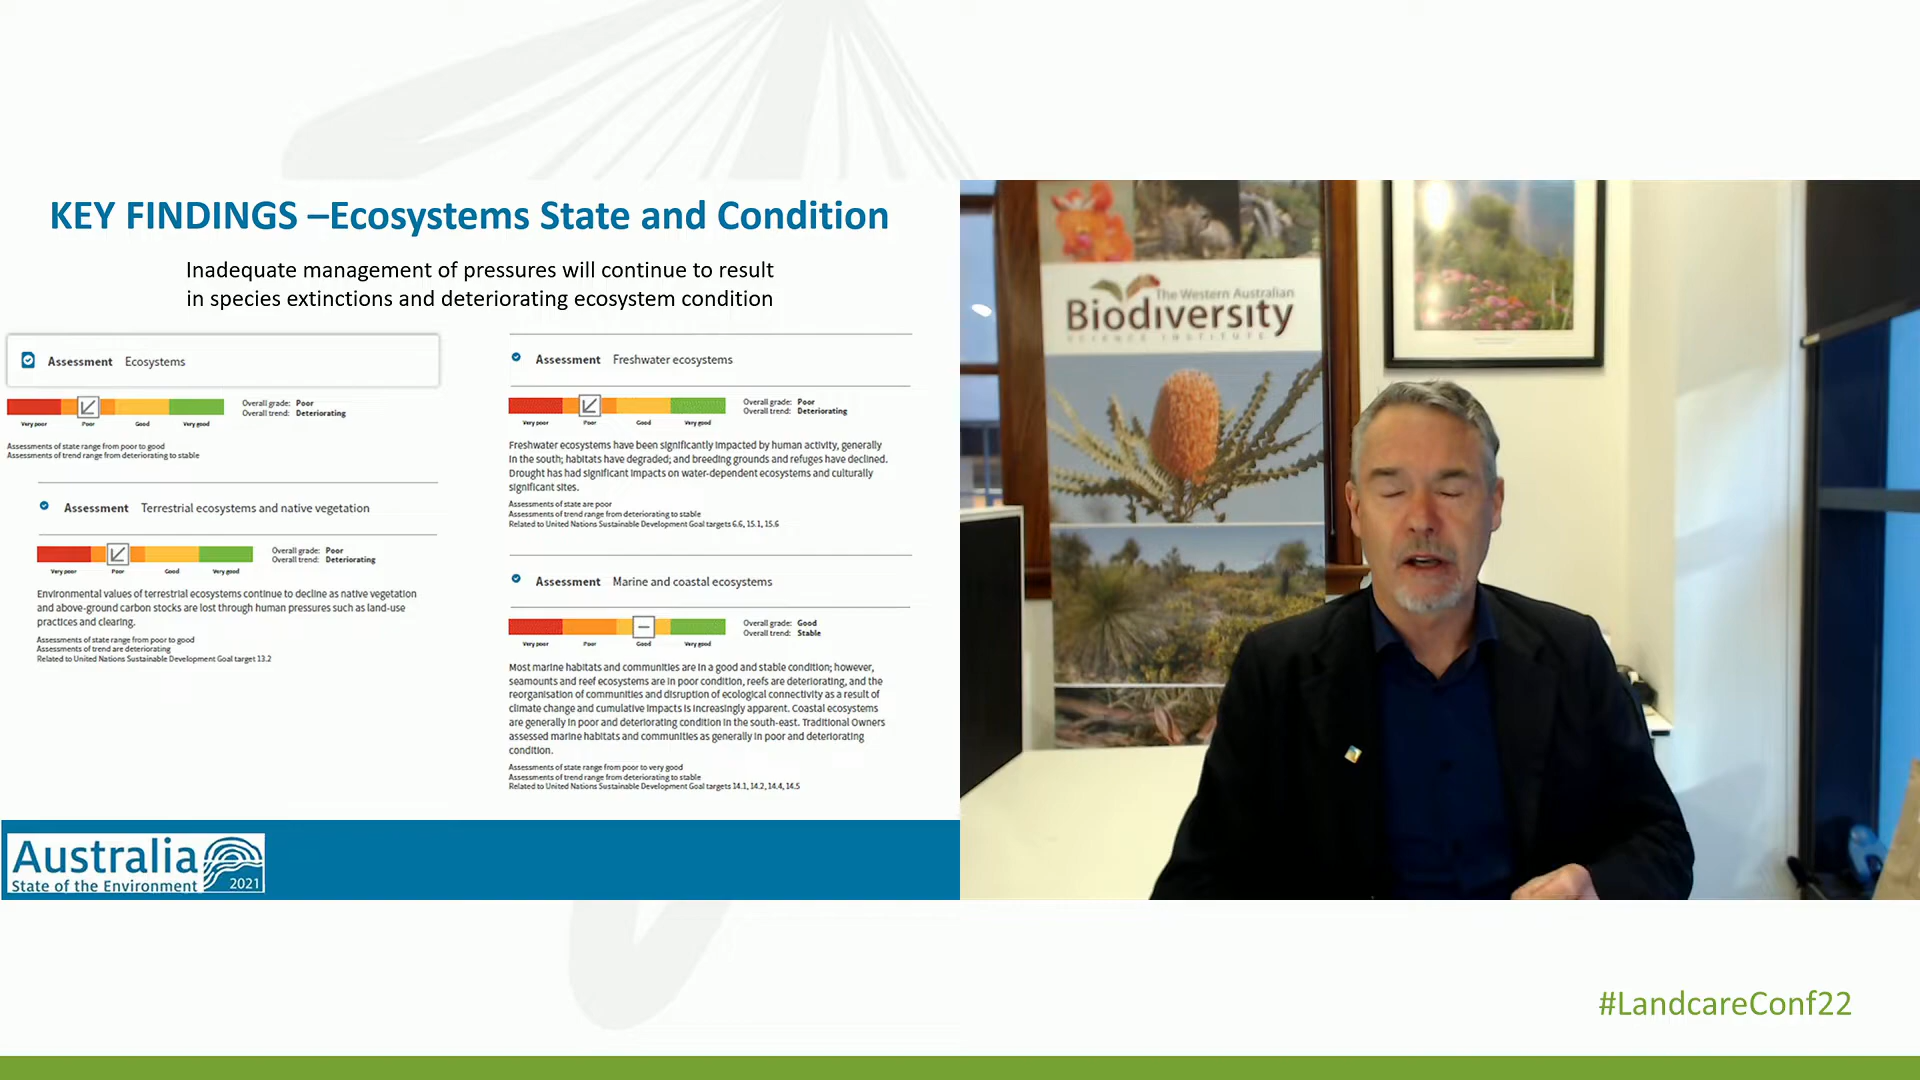 KEY FINDINGS –Ecosystems State and Condition
Inadequate management of pressures will continue to result
in species extinctions and deteriorating ecosystem condition
Assessment Ecosystems
Overall grade: Poor
Overall trend: Deteriorating
Very poor Poor Good Very good
Assessments of state range from poor to good
Assessments of trend range from deteriorating to stable
Assessment Terrestrial ecosystems and native vegetation
Overall grade: Poor
Overall trend: Deteriorating
Very poor Poor Good Very good
Environmental values of terrestrial ecosystems continue to decline as native vegetation
and above-ground carbon stocks are lost through human pressures such as land-use
practices and clearing.
Assessments of state range from poor to good
Assessments of trend are deteriorating
Related to United Nations Sustainable Development Goal target 13.2
Assessment Freshwater ecosystems
Overall grade: Poor
Overall trend: Deteriorating
Very poor Poor Good Very good
Freshwater ecosystems have been significantly impacted by human activity, generally
in the south; habitats have degraded; and breeding grounds and refuges have declined.
Drought has had significant impacts on water-dependent ecosystems and culturally
significant sites.
Assessments of state are poor
Assessments of trend range from deteriorating to stable
Related to United Nations Sustainable Development Goal targets 6.6, 15.1, 15.6
Assessment Marine and coastal ecosystems
Overall grade: Good
Overall trend: Stable
Very poor Poor Good Very good
Most marine habitats and communities are in a good and stable condition; however,
seamounts and reef ecosystems are in poor condition, reefs are deteriorating, and the
reorganisation of communities and disruption of ecological connectivity as a result of
climate change and cumulative impacts is increasingly apparent. Coastal ecosystems
are generally in poor and deteriorating condition in the south-east. Traditional Owners
assessed marine habitats and communities as generally in poor and deteriorating
condition.
Assessments of state range from poor to very good
Assessments of trend range from deteriorating to stable
Related to United Nations Sustainable Development Goal targets 14.1, 14.2, 14.4, 14.5
Australia
State of the Environment 2021
The Western Australian
Biodiversity
SCIENCE INSTITUTE
#LandcareConf22